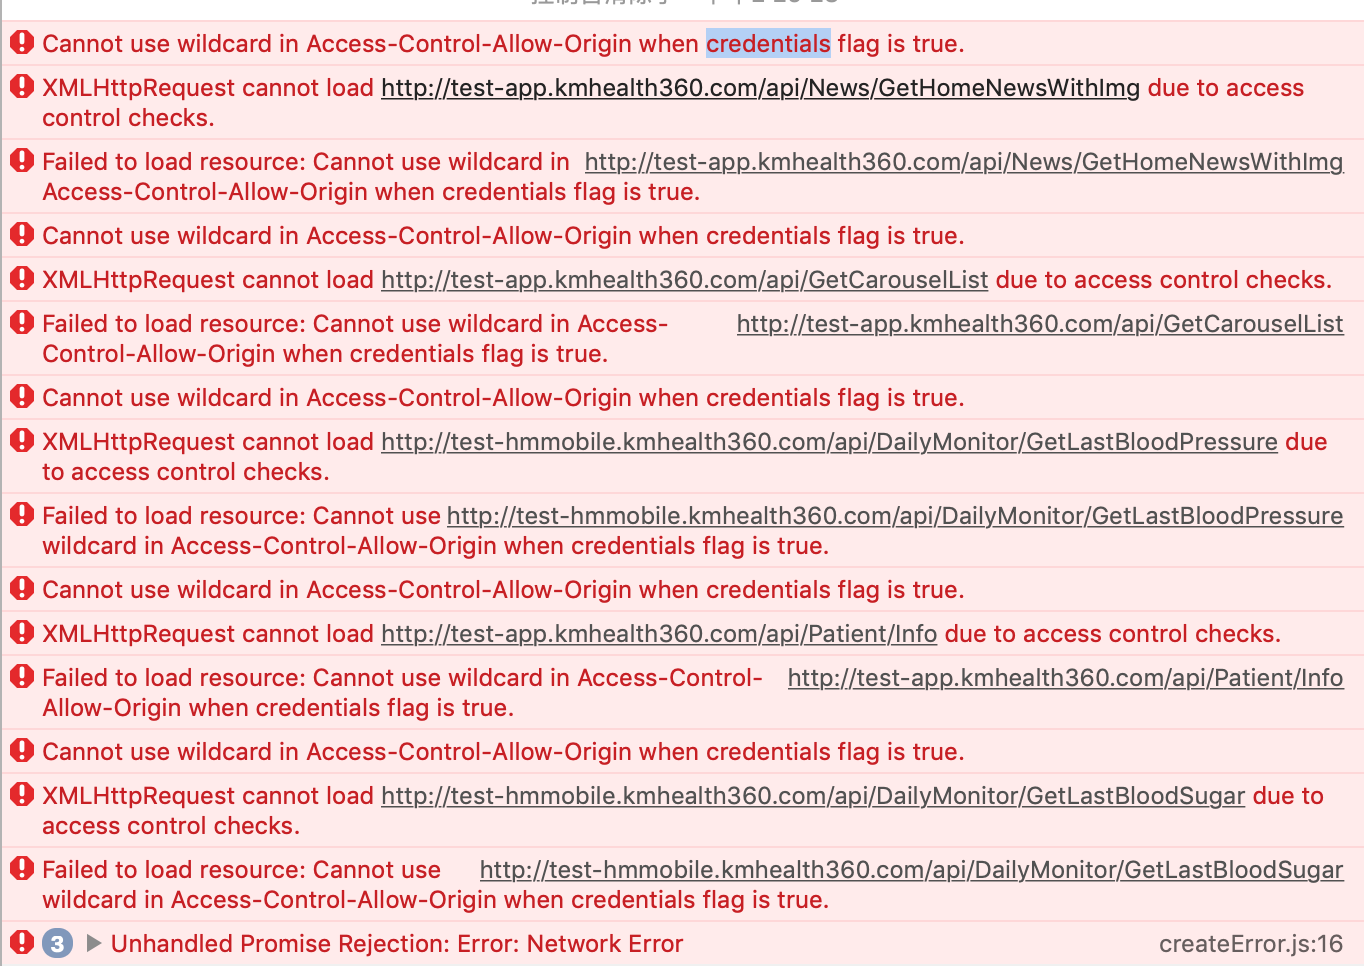 Cannot use wildcard in Access-Control-Allow-Origin when credentials flag is true.
XMLHttpRequest cannot load http://test-app.kmhealth360.com/api/News/GetHomeNewsWithImg due to access
control checks.
Failed to load resource: Cannot use wildcard in http://test-app.kmhealth360.com/api/News/GetHomeNewsWithImg
Access-Control-Allow-Origin when credentials flag is true.
Cannot use wildcard in Access-Control-Allow-Origin when credentials flag is true.
XMLHttpRequest cannot load http://test-app.kmhealth360.com/api/GetCarouselList due to access control checks.
Failed to load resource: Cannot use wildcard in Access- http://test-app.kmhealth360.com/api/GetCarouselList
Control-Allow-Origin when credentials flag is true.
Cannot use wildcard in Access-Control-Allow-Origin when credentials flag is true.
XMLHttpRequest cannot load http://test-hmmobile.kmhealth360.com/api/DailyMonitor/GetLastBloodPressure due
to access control checks.
Failed to load resource: Cannot use http://test-hmmobile.kmhealth360.com/api/DailyMonitor/GetLastBloodPressure
wildcard in Access-Control-Allow-Origin when credentials flag is true.
Cannot use wildcard in Access-Control-Allow-Origin when credentials flag is true.
XMLHttpRequest cannot load http://test-app.kmhealth360.com/api/Patient/Info due to access control checks.
Failed to load resource: Cannot use wildcard in Access-Control- http://test-app.kmhealth360.com/api/Patient/Info
Allow-Origin when credentials flag is true.
Cannot use wildcard in Access-Control-Allow-Origin when credentials flag is true.
XMLHttpRequest cannot load http://test-hmmobile.kmhealth360.com/api/DailyMonitor/GetLastBloodSugar due to
access control checks.
Failed to load resource: Cannot use http://test-hmmobile.kmhealth360.com/api/DailyMonitor/GetLastBloodSugar
wildcard in Access-Control-Allow-Origin when credentials flag is true.
3 Unhandled Promise Rejection: Error: Network Error createError.js:16